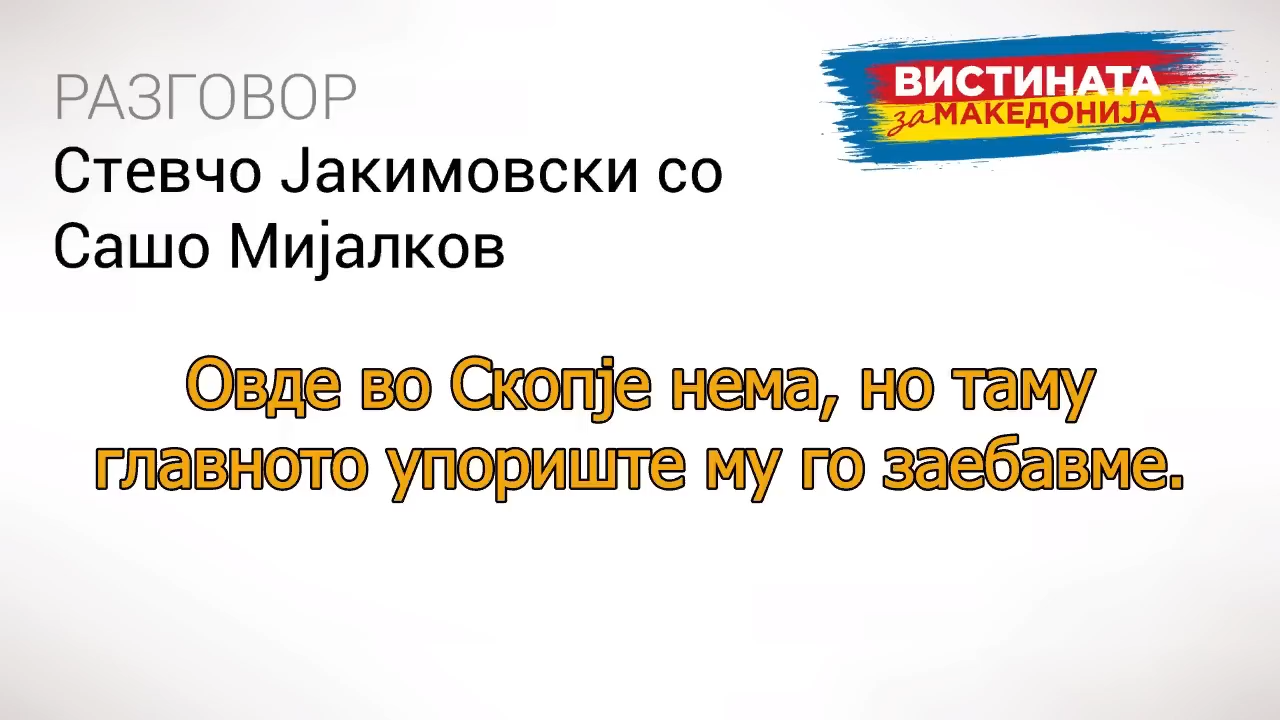 РАЗГОВОР
Стевчо Јакимовски со
Сашо Мијалков
ВИСТИНАТА
за МАКЕДОНИЈА
Овде во Скопје нема, но таму
главното упориште му го заебавме.